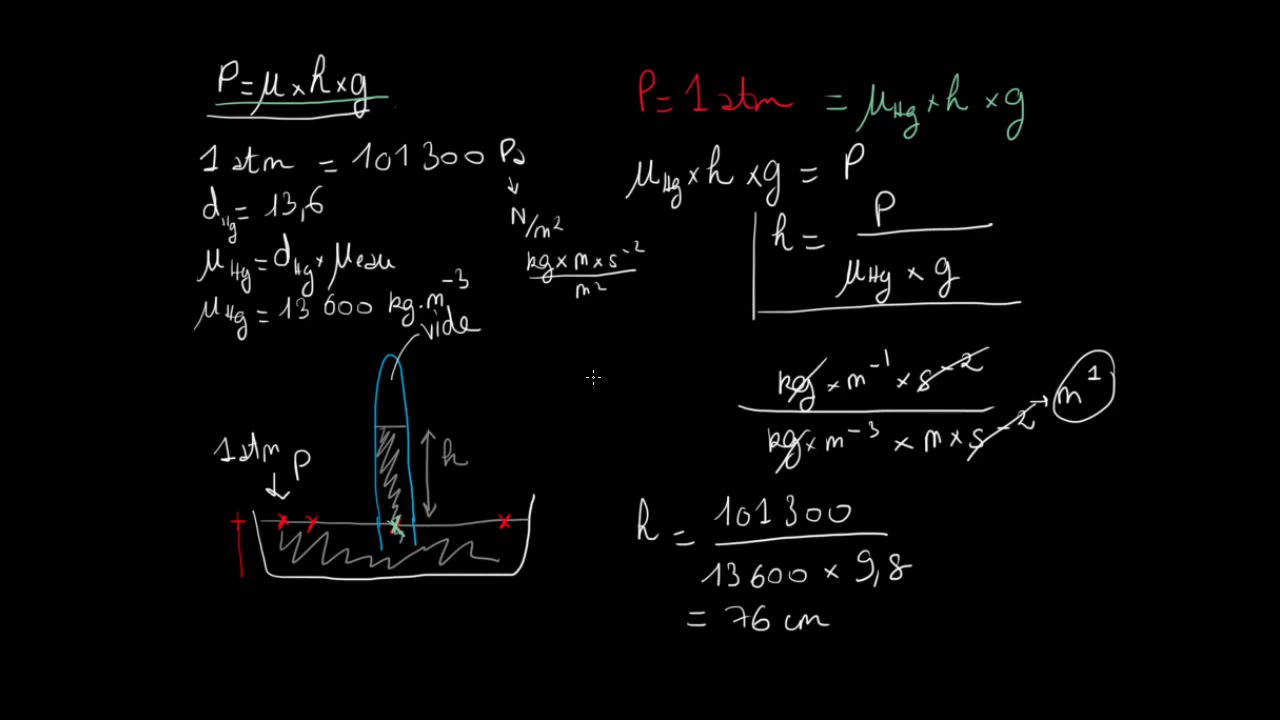 P = μ × h × g
1 atm = 101 300 Pa
↓
N/m²
d_Hg = 13,6
μ_Hg = d_Hg × μ_eau
kg × m × s⁻²
m²
μ_Hg = 13 600 kg.m⁻³
vide
1 atm P
h
P = 1 atm = μ_Hg × h × g
μ_Hg × h × g = P
h = P
μ_Hg × g
kg × m⁻¹ × s⁻²
kg × m⁻³ × m × s⁻² → m¹
h = 101 300
13 600 × 9,8
= 76 cm